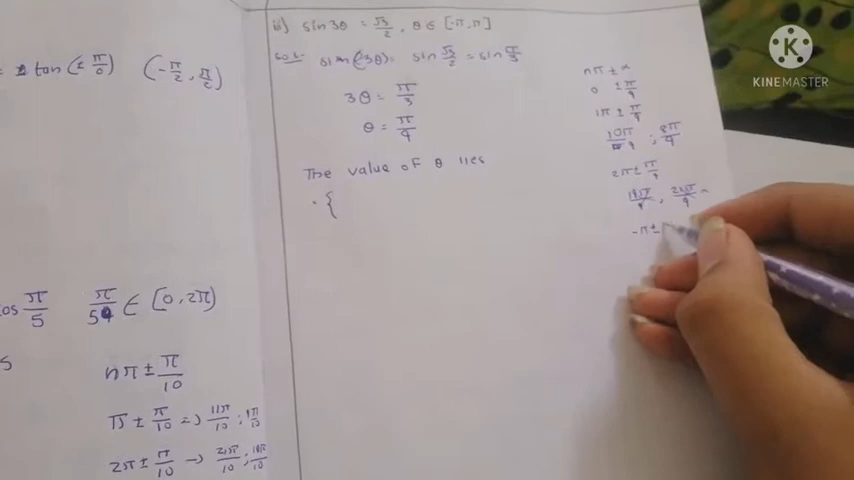 = tan(±π/0) (-π/2, π/2)
cos π/5 π/5 ∈ [0, 2π]
s
nπ ± π/10
π ± π/10 => 11π/10 ; 9π/10
2π ± π/10 → 21π/10 ; 19π/10
iii) sin 3θ = √3/2 , θ ∈ [-π, π]
sol: sin(3θ) = sin √3/2 = sin π/3
3θ = π/3
θ = π/9
The value of θ lies
{
nπ ± α
0 ± π/9
1π ± π/9
10π/9 ; 8π/9
2π ± π/9
-π ±
K
KINEMASTER